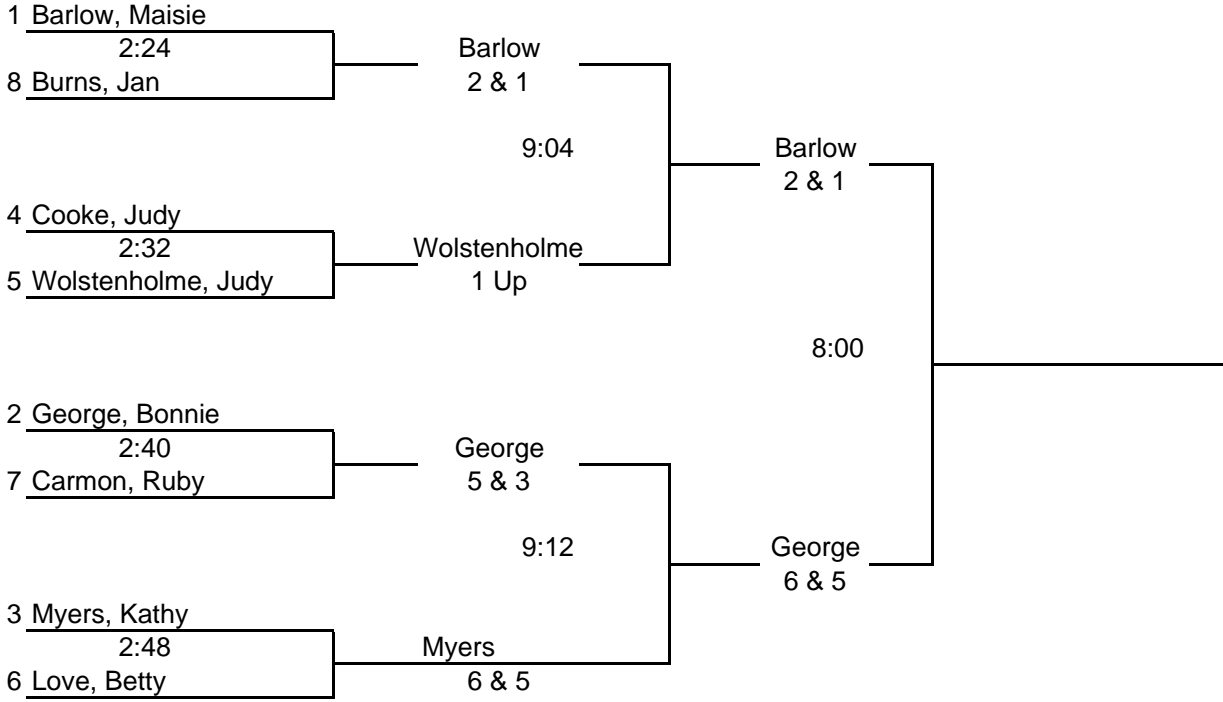 1 Barlow, Maisie
2:24
Barlow
8 Burns, Jan
2 & 1
9:04
Barlow
2 & 1
4 Cooke, Judy
2:32
Wolstenholme
5 Wolstenholme, Judy
1 Up
8:00
2 George, Bonnie
2:40
George
7 Carmon, Ruby
5 & 3
9:12
George
6 & 5
3 Myers, Kathy
2:48
Myers
6 Love, Betty
6 & 5